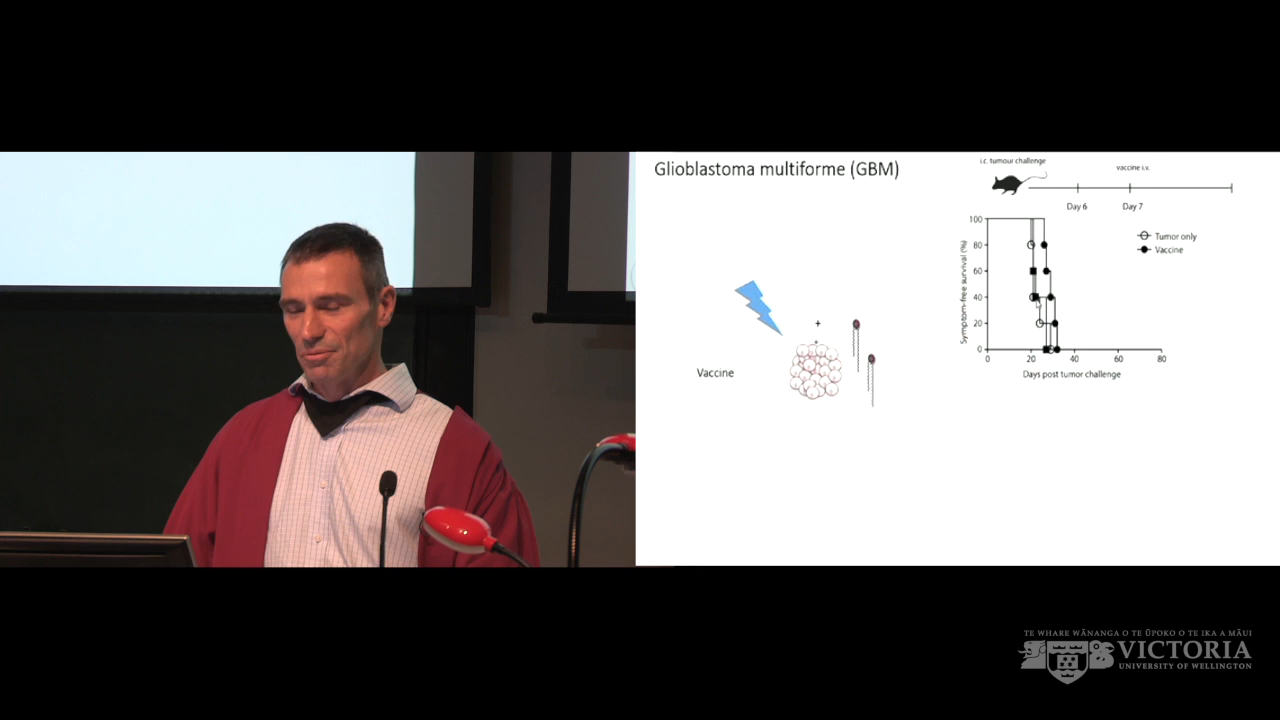 Glioblastoma multiforme (GBM)
i.c. tumour challenge
vaccine i.v.
Day 6
Day 7
100
80
60
40
20
0
Symptom-free survival (%)
0
20
40
60
80
Days post tumor challenge
Tumor only
Vaccine
+
+
Vaccine
TE WHARE WĀNANGA O TE ŪPOKO O TE IKA A MĀUI
VICTORIA
UNIVERSITY OF WELLINGTON